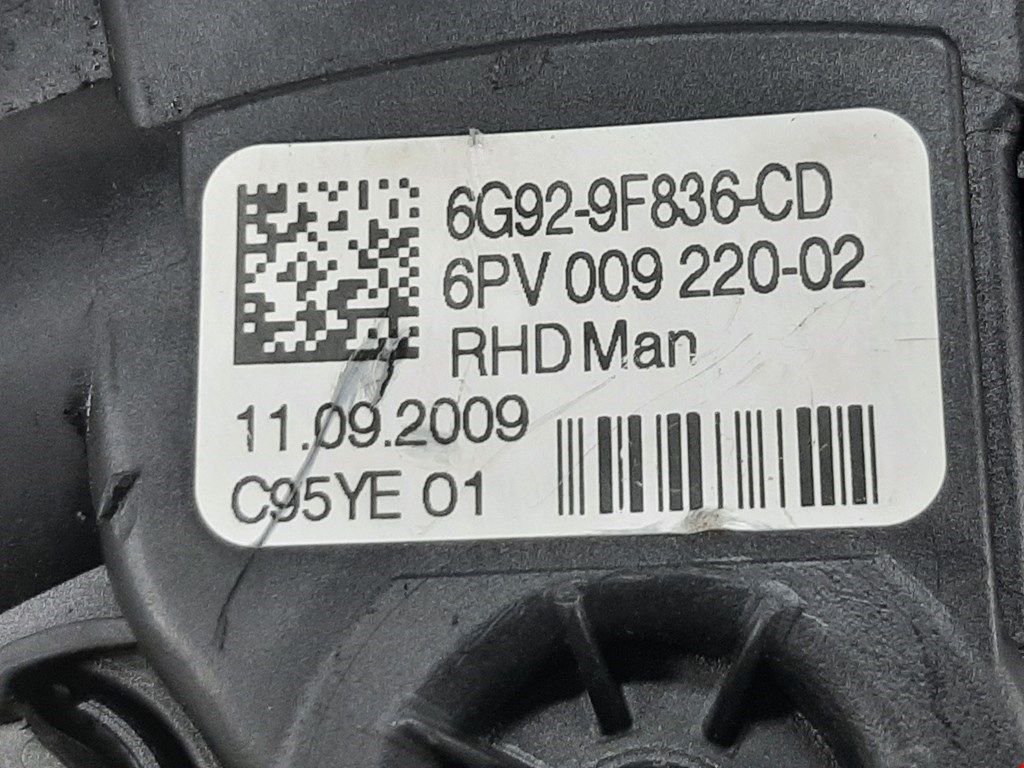 6G92-9F836-CD
6PV 009 220-02
RHD Man
11.09.2009
C95YE 01